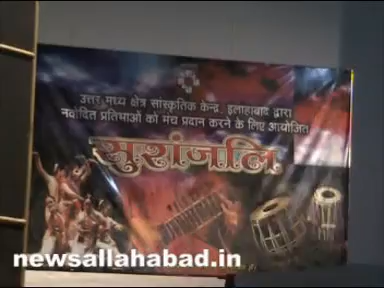 उत्तर मध्य क्षेत्र सांस्कृतिक केन्द्र, इलाहाबाद द्वारा
नवोदित प्रतिभाओं को मंच प्रदान करने के लिए आयोजित
सुरांजलि
newsallahabad.in